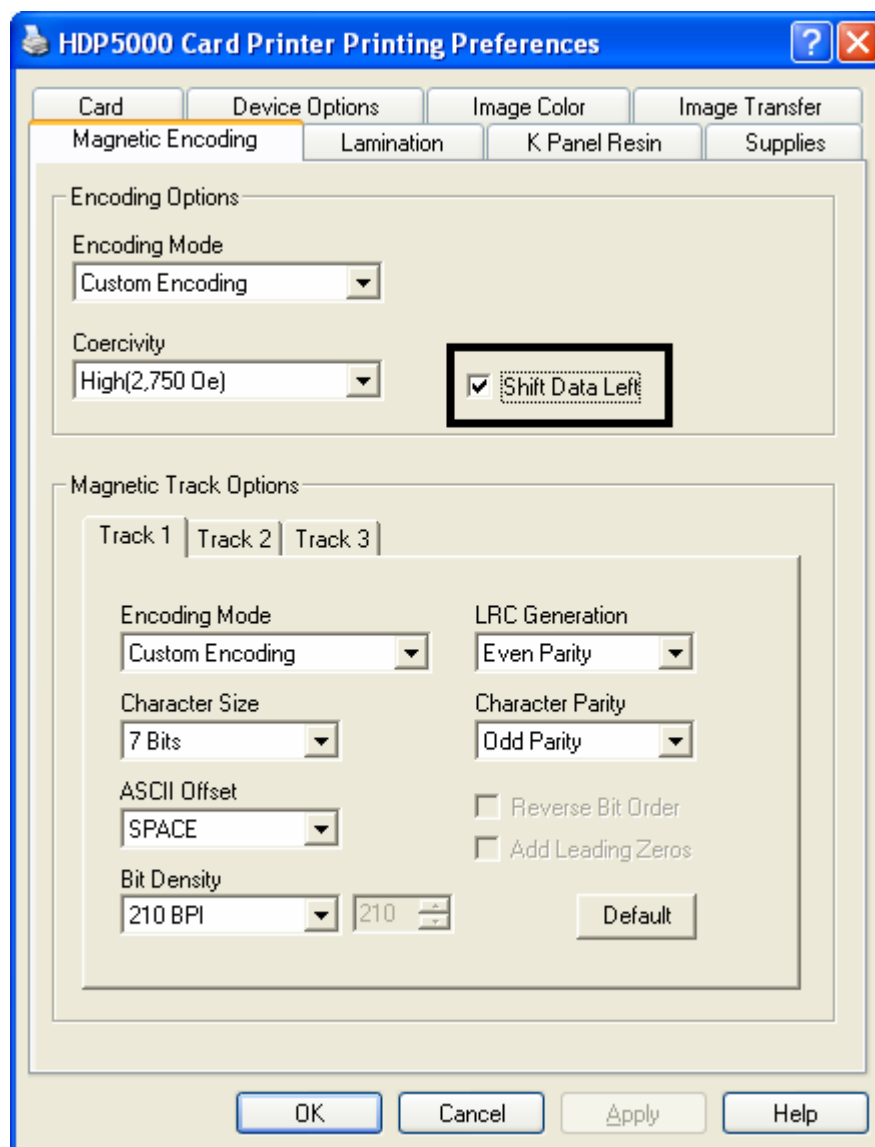 HDP5000 Card Printer Printing Preferences
Card Device Options Image Color Image Transfer
Magnetic Encoding Lamination K Panel Resin Supplies
Encoding Options
Encoding Mode
Custom Encoding
Coercivity
High(2,750 Oe) Shift Data Left
Magnetic Track Options
Track 1 Track 2 Track 3
Encoding Mode LRC Generation
Custom Encoding Even Parity
Character Size Character Parity
7 Bits Odd Parity
ASCII Offset Reverse Bit Order
SPACE Add Leading Zeros
Bit Density
210 BPI 210 Default
OK Cancel Apply Help